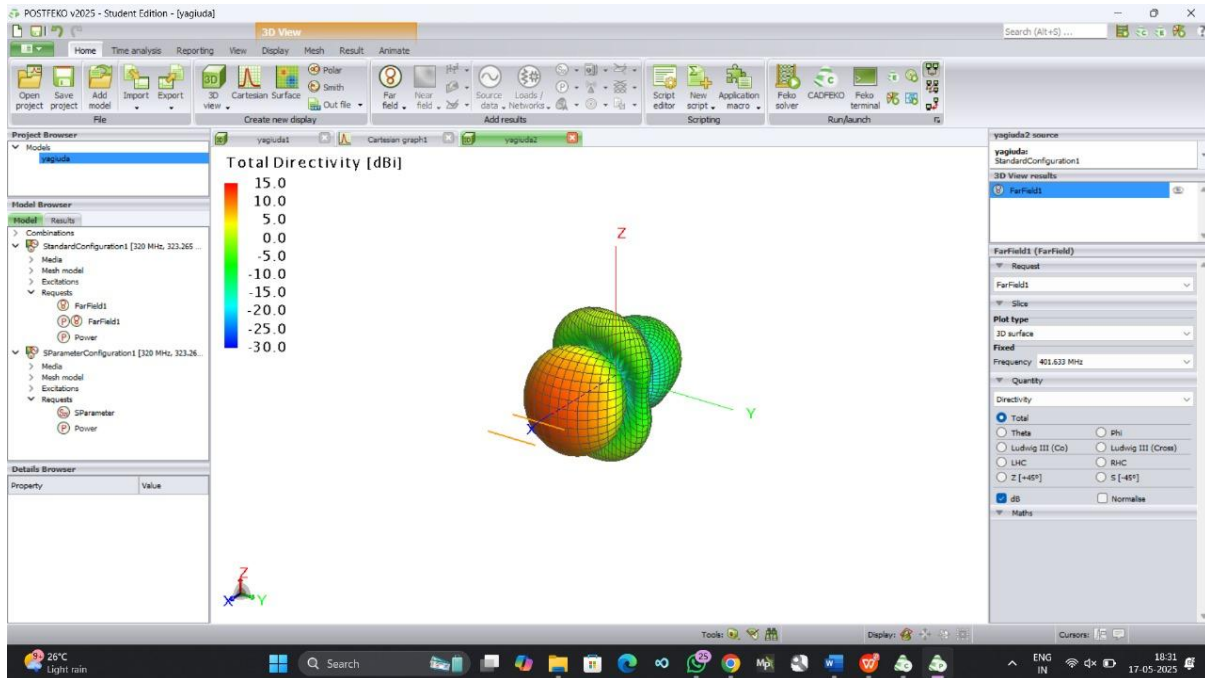 POSTFEKO v2025 - Student Edition - [yagiuda]
3D View
Search (Alt+S) ...
Home Time analysis Reporting View Display Mesh Result Animate
Open project
Save project
Add model
Import
Export
File
3D view
Cartesian
Surface
Polar
Smith
Out file
Create new display
Far field
Near field
Source data
Loads / Networks
Add results
Script editor
New script
Application macro
Scripting
Feko solver
CADFEKO
Feko terminal
Run/launch
Project Browser
Models
yagiuda
Model Browser
Model Results
Combinations
StandardConfiguration1 [320 MHz, 323.265 ...
Media
Mesh model
Excitations
Requests
FarField1
FarField1
Power
SParameterConfiguration1 [320 MHz, 323.26...
Media
Mesh model
Excitations
Requests
SParameter
Power
Details Browser
Property Value
yagiuda1 Cartesian graph1 yagiuda2
Total Directivity [dBi]
15.0
10.0
5.0
0.0
-5.0
-10.0
-15.0
-20.0
-25.0
-30.0
Z
Y
X
Z
X Y
yagiuda2 source
yagiuda:
StandardConfiguration1
3D View results
FarField1
FarField1 (FarField)
Request
FarField1
Slice
Plot type
3D surface
Fixed
Frequency 401.633 MHz
Quantity
Directivity
Total
Theta Phi
Ludwig III (Co) Ludwig III (Cross)
LHC RHC
Z [+45º] S [-45º]
dB Normalise
Maths
Tools: Display: Cursors:
26°C
Light rain
Search
25
ENG
IN
18:31
17-05-2025